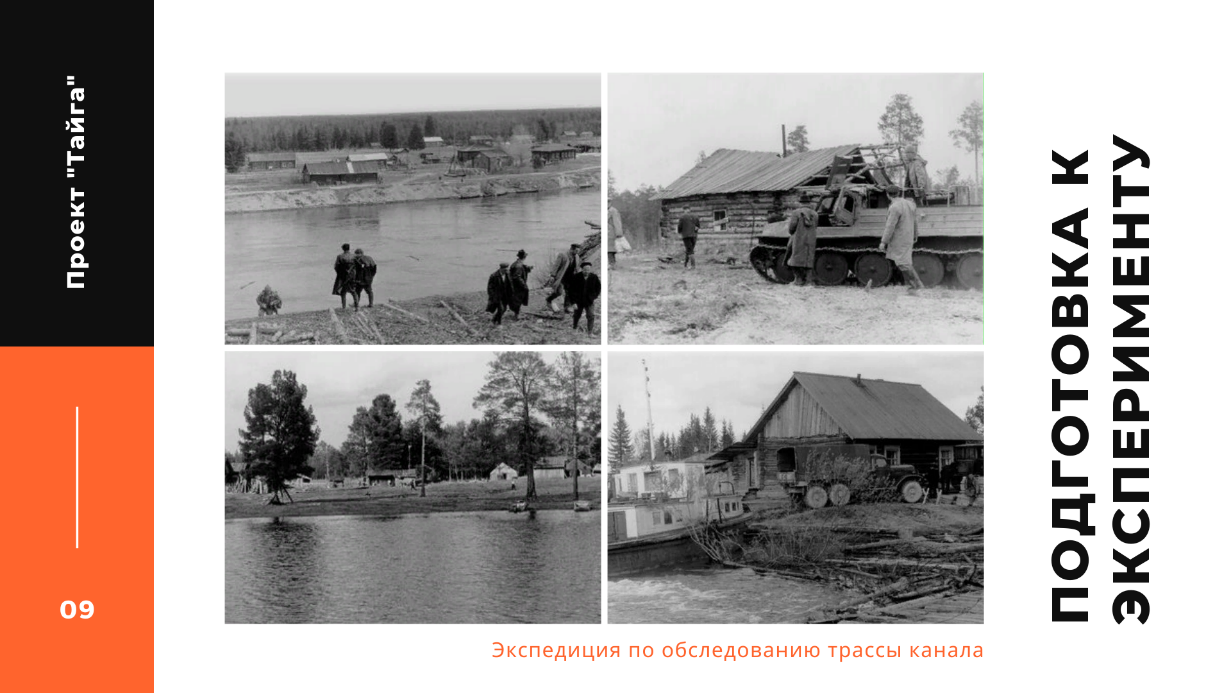 Проект "Тайга"
09
Экспедиция по обследованию трассы канала
ПОДГОТОВКА К
ЭКСПЕРИМЕНТУ